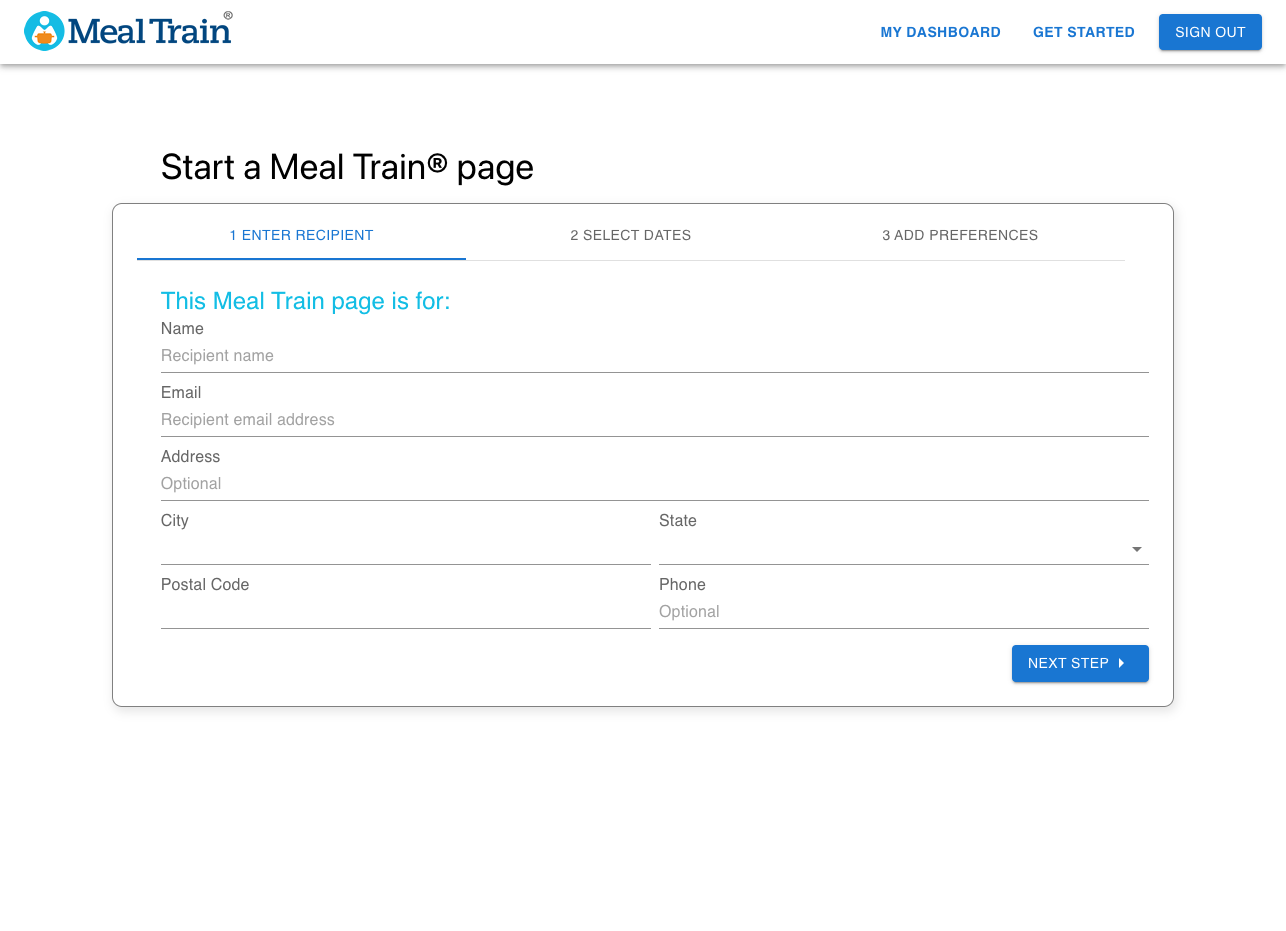 Meal Train®
MY DASHBOARD
GET STARTED
SIGN OUT
Start a Meal Train® page
1 ENTER RECIPIENT
2 SELECT DATES
3 ADD PREFERENCES
This Meal Train page is for:
Name
Recipient name
Email
Recipient email address
Address
Optional
City
State
Postal Code
Phone
Optional
NEXT STEP